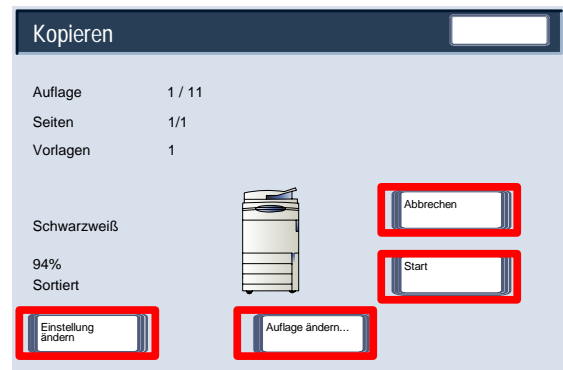 Kopieren
Auflage 1 / 11
Seiten 1/1
Vorlagen 1
Abbrechen
Schwarzweiß
94%
Start
Sortiert
Einstellung
ändern
Auflage ändern...